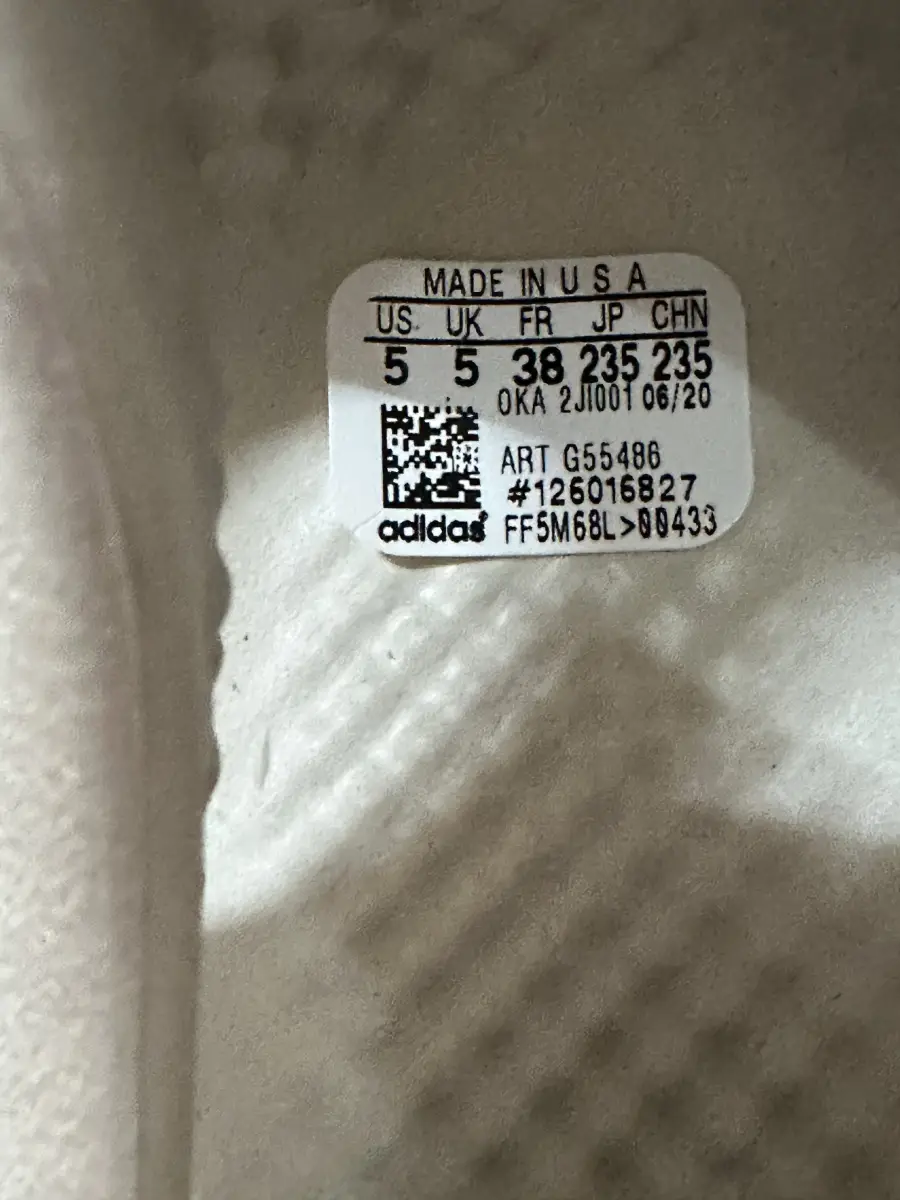 MADE IN U S A
US UK FR JP CHN
5 5 38 235 235
OKA 2JI001 06/20
ART G55486
#126016827
adidas® FF5M68L>00433